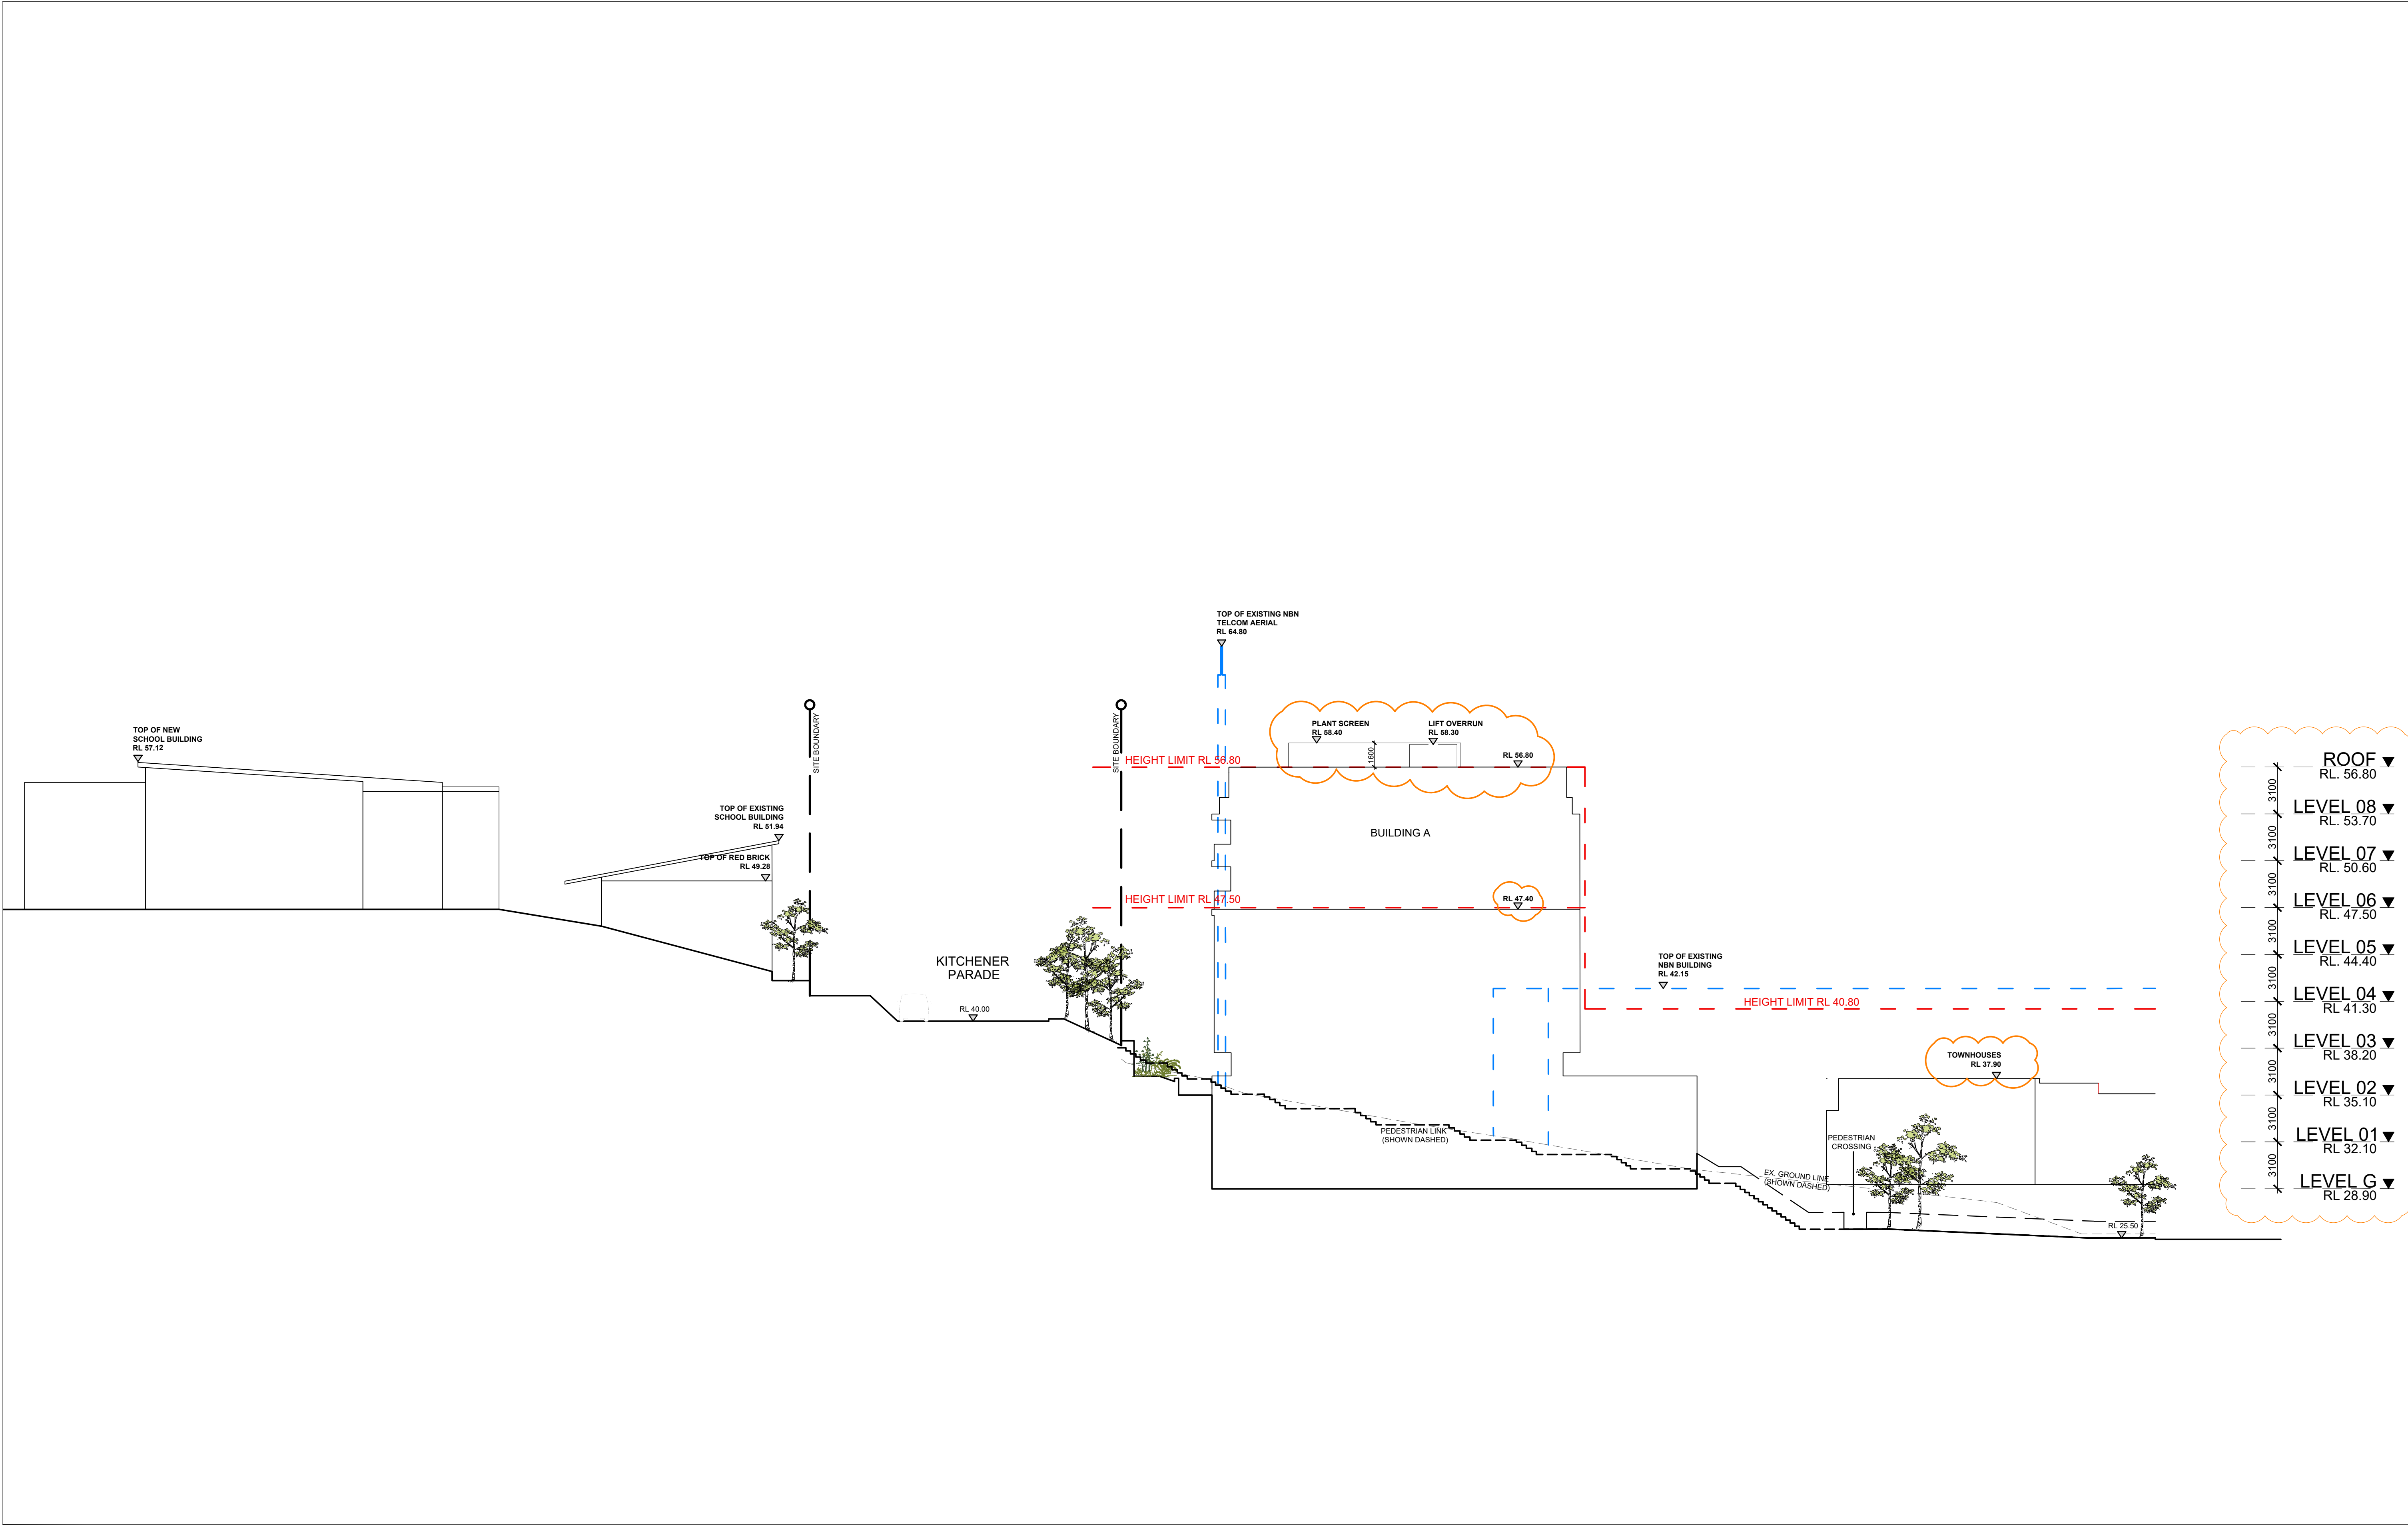 TOP OF EXISTING NBN
TELCOM AERIAL
RL 64.80
TOP OF NEW
SCHOOL BUILDING
RL 57.12
SITE BOUNDARY
SITE BOUNDARY
PLANT SCREEN
RL 58.40
LIFT OVERRUN
RL 58.30
1600
RL 56.80
HEIGHT LIMIT RL 56.80
TOP OF EXISTING
SCHOOL BUILDING
RL 51.94
TOP OF RED BRICK
RL 49.28
BUILDING A
HEIGHT LIMIT RL 47.50
RL 47.40
KITCHENER
PARADE
RL 40.00
TOP OF EXISTING
NBN BUILDING
RL 42.15
HEIGHT LIMIT RL 40.80
TOWNHOUSES
RL 37.90
PEDESTRIAN LINK
(SHOWN DASHED)
PEDESTRIAN
CROSSING
EX. GROUND LINE
(SHOWN DASHED)
RL 25.50
ROOF
RL. 56.80
3100
LEVEL 08
RL. 53.70
3100
LEVEL 07
RL. 50.60
3100
LEVEL 06
RL. 47.50
3100
LEVEL 05
RL. 44.40
3100
LEVEL 04
RL 41.30
3100
LEVEL 03
RL 38.20
3100
LEVEL 02
RL 35.10
3100
LEVEL 01
RL 32.10
3100
LEVEL G
RL 28.90